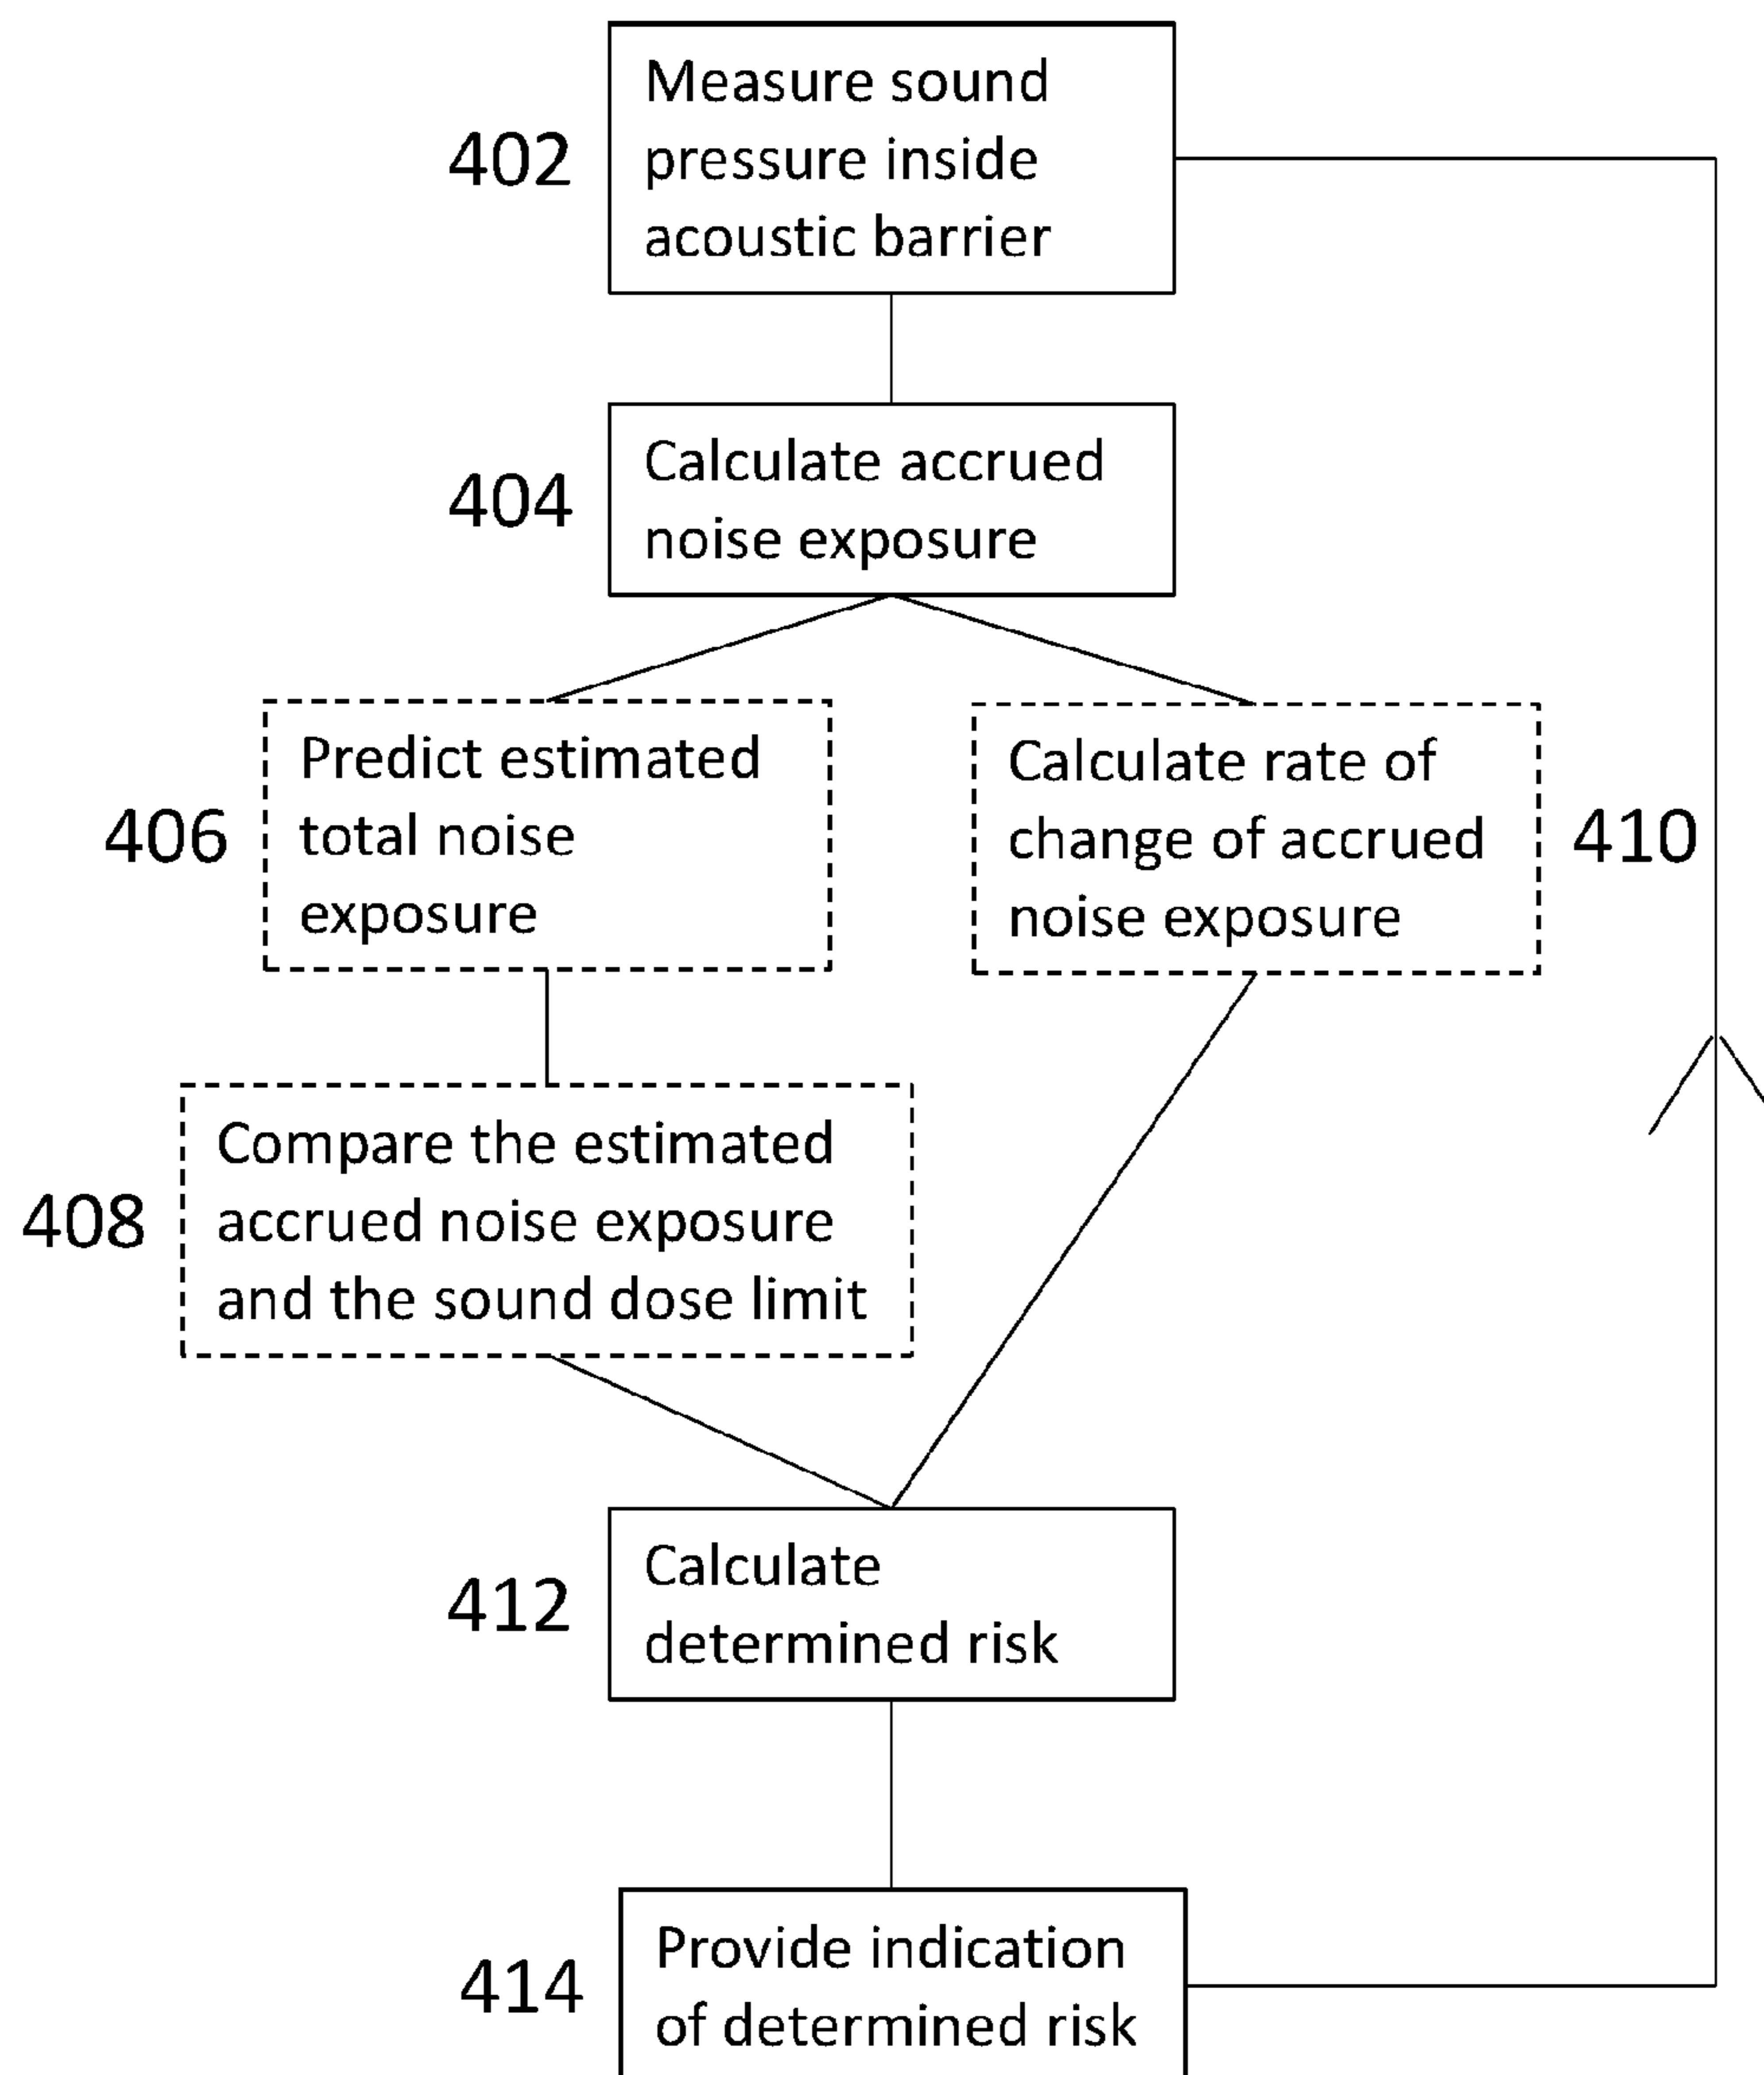 402
Measure sound
pressure inside
acoustic barrier
404
Calculate accrued
noise exposure
406
Predict estimated
total noise
exposure
Calculate rate of
change of accrued
noise exposure
410
408
Compare the estimated
accrued noise exposure
and the sound dose limit
412
Calculate
determined risk
414
Provide indication
of determined risk